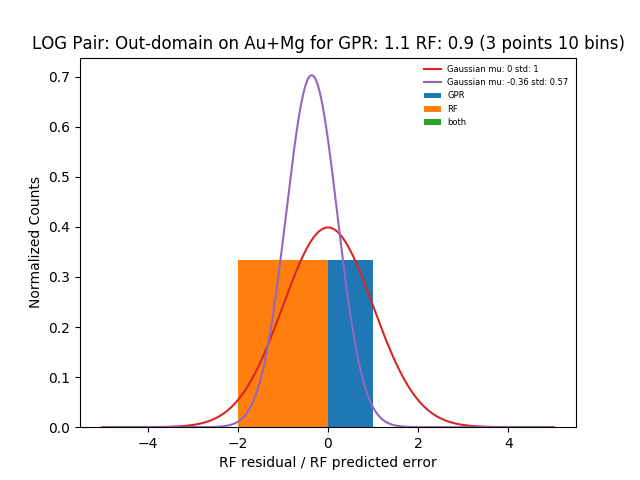 LOG Pair: Out-domain on Au+Mg for GPR: 1.1 RF: 0.9 (3 points 10 bins)
Gaussian mu: 0 std: 1
Gaussian mu: -0.36 std: 0.57
GPR
RF
both
Normalized Counts
0.7
0.6
0.5
0.4
0.3
0.2
0.1
0.0
−4 −2 0 2 4
RF residual / RF predicted error